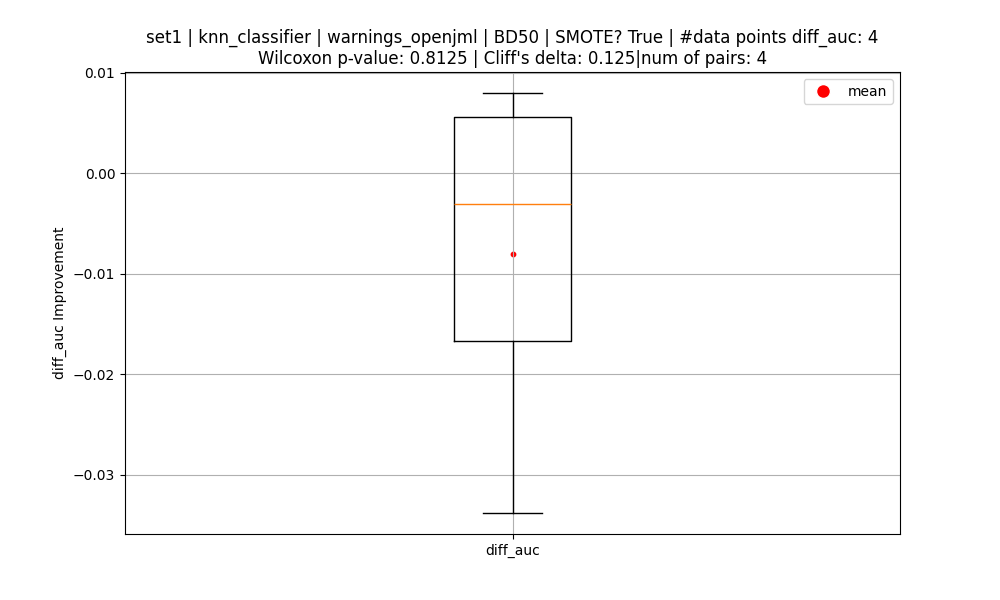 set1 | knn_classifier | warnings_openjml | BD50 | SMOTE? True | #data points diff_auc: 4
Wilcoxon p-value: 0.8125 | Cliff's delta: 0.125|num of pairs: 4
mean
0.01
0.00
−0.01
−0.02
−0.03
diff_auc Improvement
diff_auc